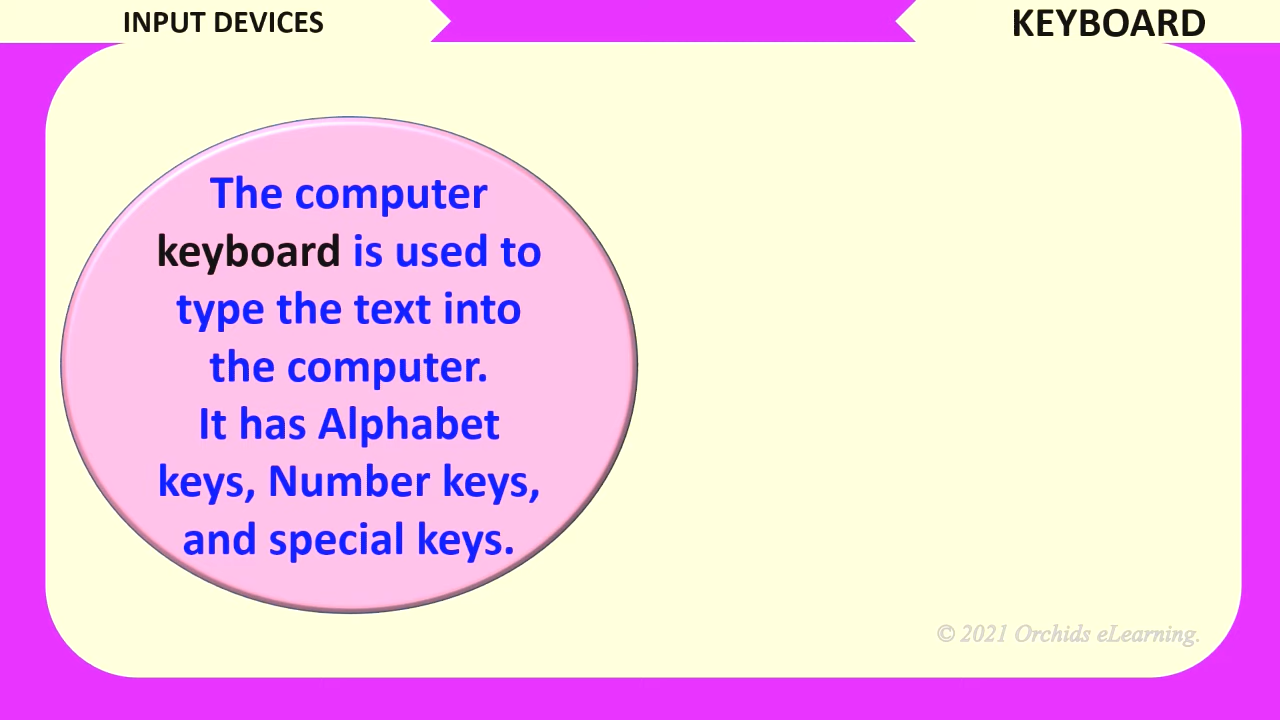 INPUT DEVICES
KEYBOARD
The computer
keyboard is used to
type the text into
the computer.
It has Alphabet
keys, Number keys,
and special keys.
© 2021 Orchids eLearning.